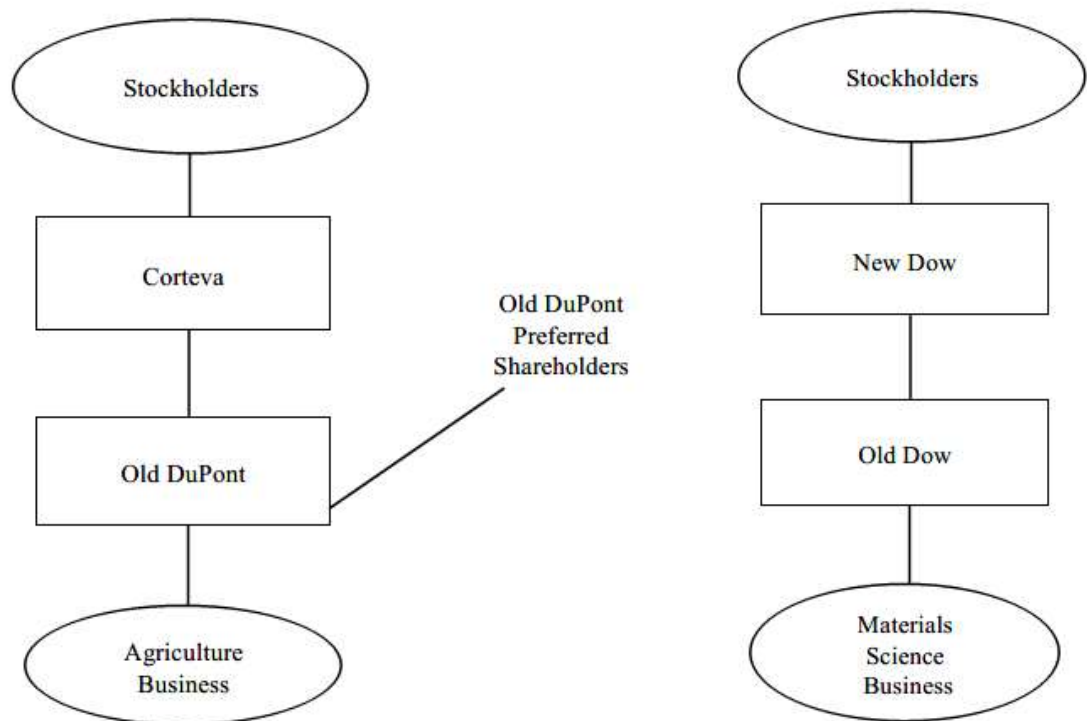 Stockholders
Corteva
Old DuPont
Preferred
Shareholders
Old DuPont
Agriculture
Business
Stockholders
New Dow
Old Dow
Materials
Science
Business